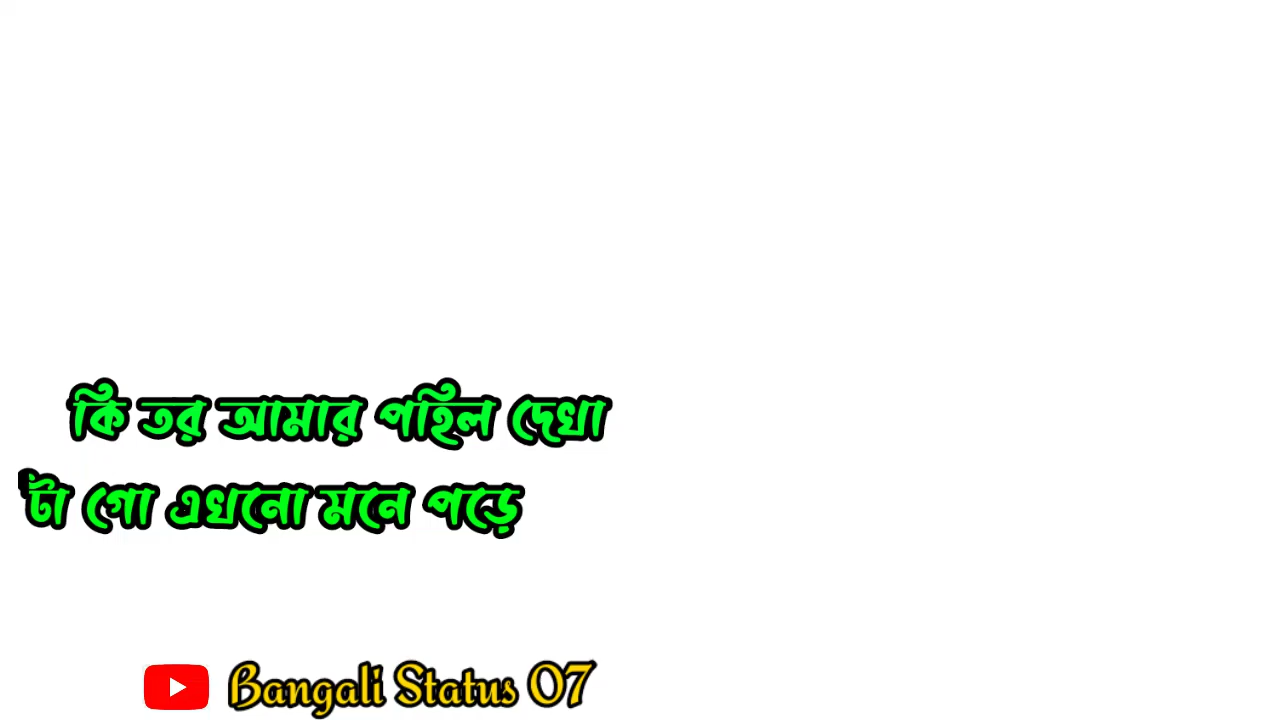 কি তর আমার পহিল দেখা
টা গো এখনো মনে পড়ে
Bangali Status 07